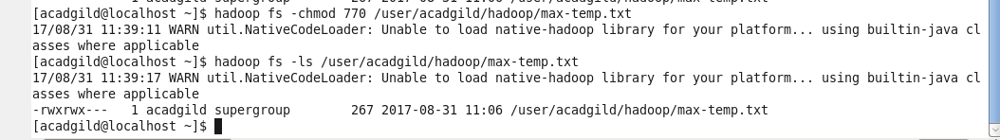 [acadgild@localhost ~]$ hadoop fs -chmod 770 /user/acadgild/hadoop/max-temp.txt
17/08/31 11:39:11 WARN util.NativeCodeLoader: Unable to load native-hadoop library for your platform... using builtin-java cl
asses where applicable
[acadgild@localhost ~]$ hadoop fs -ls /user/acadgild/hadoop/max-temp.txt
17/08/31 11:39:17 WARN util.NativeCodeLoader: Unable to load native-hadoop library for your platform... using builtin-java cl
asses where applicable
-rwxrwx---   1 acadgild supergroup        267 2017-08-31 11:06 /user/acadgild/hadoop/max-temp.txt
[acadgild@localhost ~]$